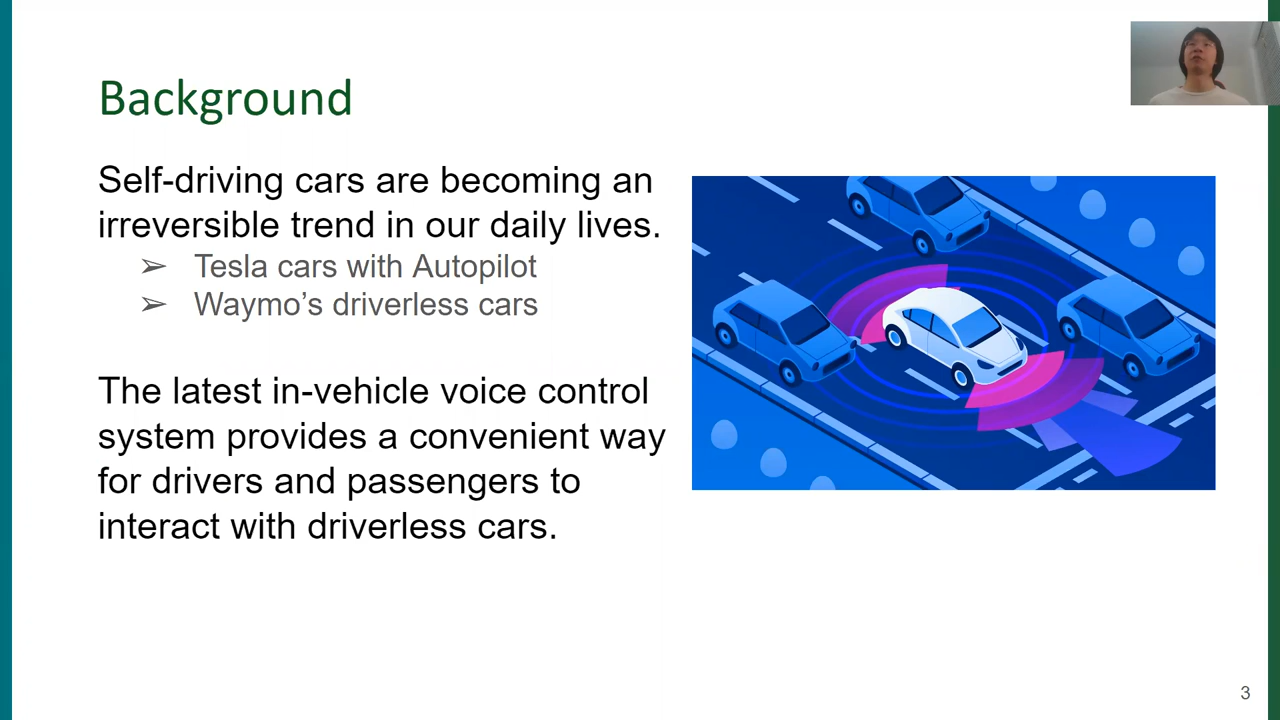 Background
Self-driving cars are becoming an
irreversible trend in our daily lives.
➢ Tesla cars with Autopilot
➢ Waymo’s driverless cars
The latest in-vehicle voice control
system provides a convenient way
for drivers and passengers to
interact with driverless cars.
3